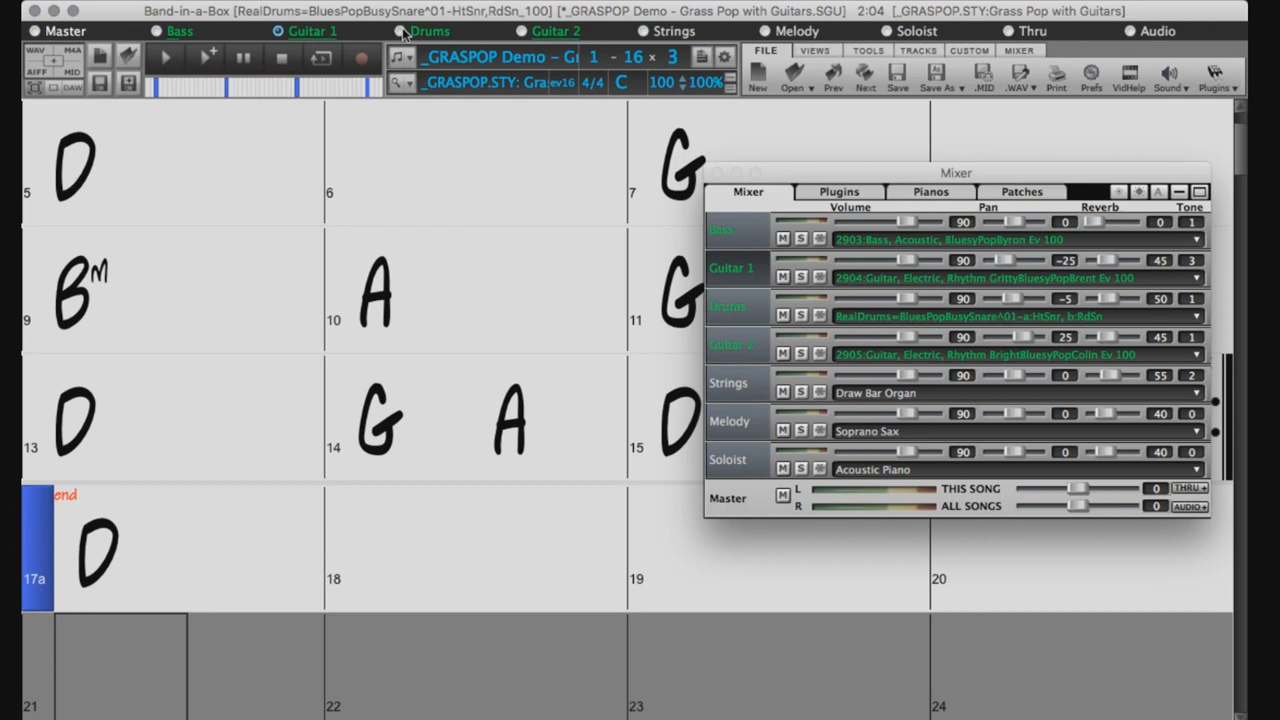 Band-in-a-Box [RealDrums=BluesPopBusySnare^01-HtSnr,RdSn_100] [*_GRASPOP Demo - Grass Pop with Guitars.SGU] 2:04 [_GRASPOP.STY:Grass Pop with Guitars]
Master Bass Guitar 1 Drums Guitar 2 Strings Melody Soloist Thru Audio
WAV M4A
AIFF MID
DAW
_GRASPOP Demo - Gr 1 - 16 x 3
_GRASPOP.STY: Gra: ev16 4/4 C 100 100%
FILE VIEWS TOOLS TRACKS CUSTOM MIXER
New Open Prev Next Save Save As .MID .WAV Print Prefs VidHelp Sound Plugins
5 D 6 7 G
9 Bm 10 A 11 G
13 D 14 G A 15 D
end
17a D 18 19 20
21 22 23 24
Mixer
Mixer Plugins Pianos Patches A
Volume Pan Reverb Tone
Bass 90 0 0 1
M S 2903:Bass, Acoustic, BluesyPopByron Ev 100
Guitar 1 90 -25 45 3
M S 2904:Guitar, Electric, Rhythm GrittyBluesyPopBrent Ev 100
Drums 90 -5 50 1
M S RealDrums=BluesPopBusySnare^01-a:HtSnr, b:RdSn
Guitar 2 90 25 45 1
M S 2905:Guitar, Electric, Rhythm BrightBluesyPopColin Ev 100
Strings 90 0 55 2
M S Draw Bar Organ
Melody 90 0 40 0
M S Soprano Sax
Soloist 90 0 40 0
M S Acoustic Piano
Master M L THIS SONG 0 THRU+
R ALL SONGS 0 AUDIO+